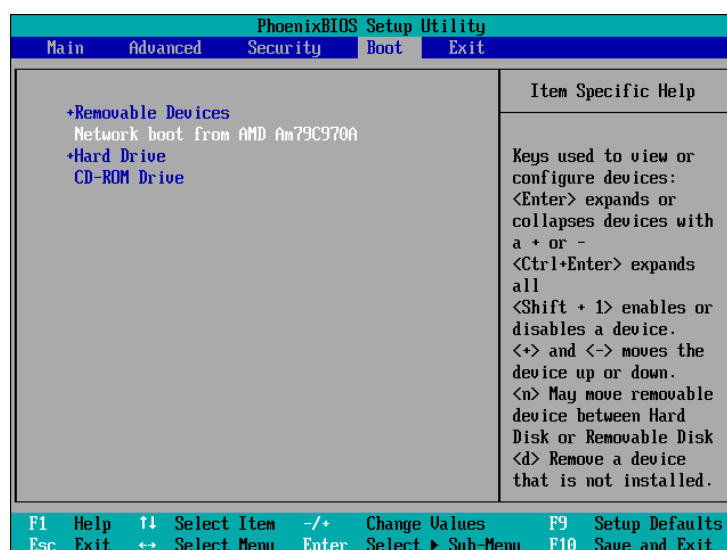 PhoenixBIOS Setup Utility
Main Advanced Security Boot Exit
+Removable Devices
Network boot from AMD Am79C970A
+Hard Drive
CD-ROM Drive
Item Specific Help
Keys used to view or
configure devices:
<Enter> expands or
collapses devices with
a + or -
<Ctrl+Enter> expands
all
<Shift + 1> enables or
disables a device.
<+> and <-> moves the
device up or down.
<n> May move removable
device between Hard
Disk or Removable Disk
<d> Remove a device
that is not installed.
F1 Help ↑↓ Select Item -/+ Change Values F9 Setup Defaults
Esc Exit ↔ Select Menu Enter Select ▶ Sub-Menu F10 Save and Exit